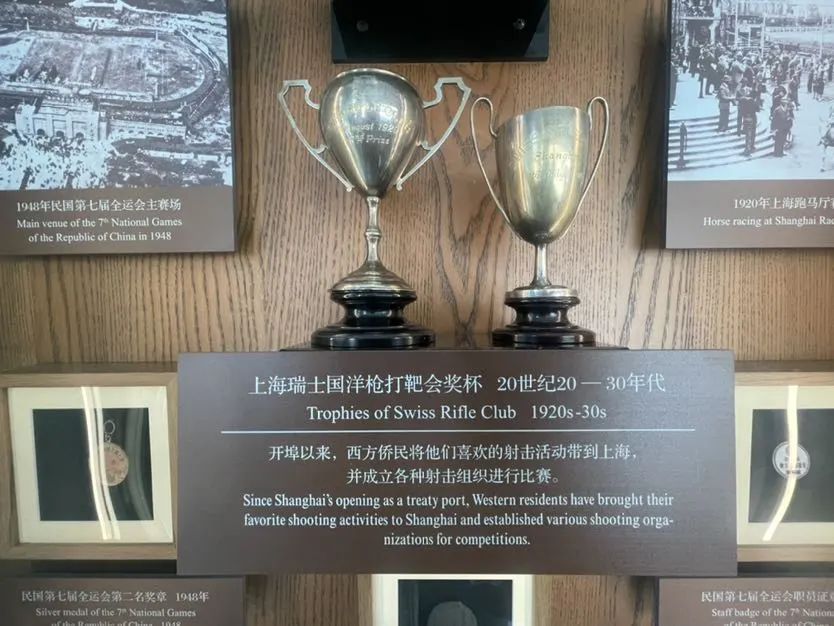 1948年民国第七届全运会主赛场
Main venue of the 7th National Games
of the Republic of China in 1948
August
Prize
1920年上海跑马厅
Horse racing at Shanghai
上海瑞士国洋枪打靶会奖杯 20世纪20—30年代
Trophies of Swiss Rifle Club 1920s-30s
开埠以来，西方侨民将他们喜欢的射击活动带到上海，
并成立各种射击组织进行比赛。
Since Shanghai's opening as a treaty port, Western residents have brought their
favorite shooting activities to Shanghai and established various shooting orga-
nizations for competitions.
民国第七届全运会第二名奖章 1948年
Silver medal of the 7th National Games
of the Republic of China 1948
民国第七届全运会职员证
Staff badge of the 7th National